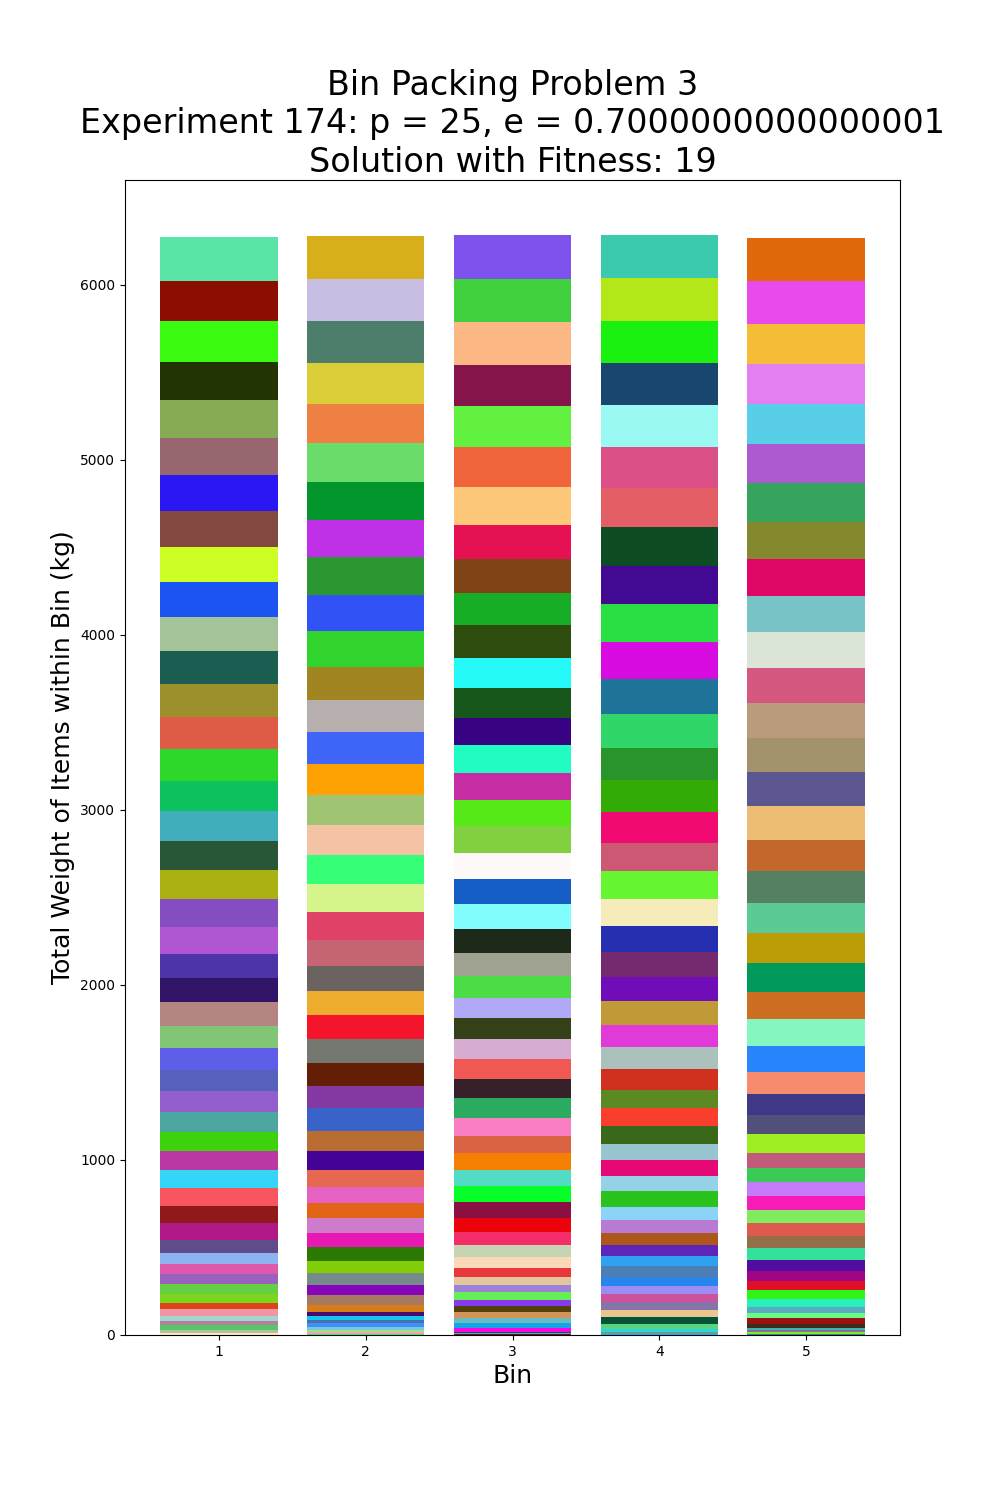 Bin Packing Problem 3
Experiment 174: p = 25, e = 0.7000000000000001
Solution with Fitness: 19
Total Weight of Items within Bin (kg)
6000
5000
4000
3000
2000
1000
0
1 2 3 4 5
Bin